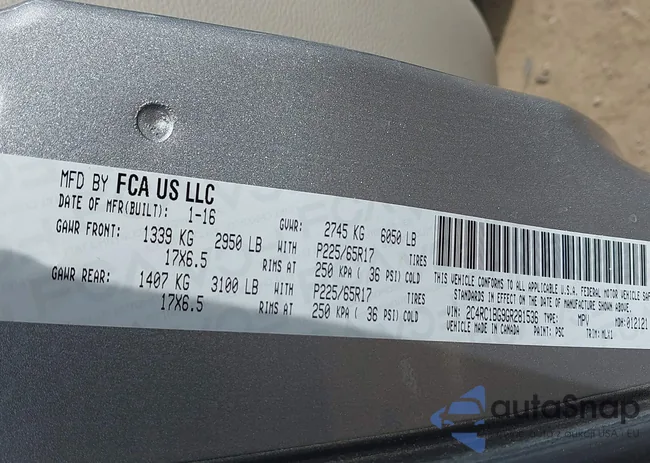 MFD BY FCA US LLC
DATE OF MFR(BUILT): 1-16
GVWR: 2745 KG 6050 LB
GAWR FRONT: 1339 KG 2950 LB WITH P225/65R17 TIRES
17X6.5 RIMS AT 250 KPA ( 36 PSI) COLD
GAWR REAR: 1407 KG 3100 LB WITH P225/65R17 TIRES
17X6.5 RIMS AT 250 KPA ( 36 PSI) COLD
THIS VEHICLE CONFORMS TO ALL APPLICABLE U.S.A. FEDERAL MOTOR VEHICLE SAFE
STANDARDS IN EFFECT ON THE DATE OF MANUFACTURE SHOWN ABOVE.
VIN: 2C4RC1BG9GR281536 TYPE: MPV MDH: 012121
VEHICLE MADE IN CANADA PAINT: PSC TRIM: MLX1
autoSnap